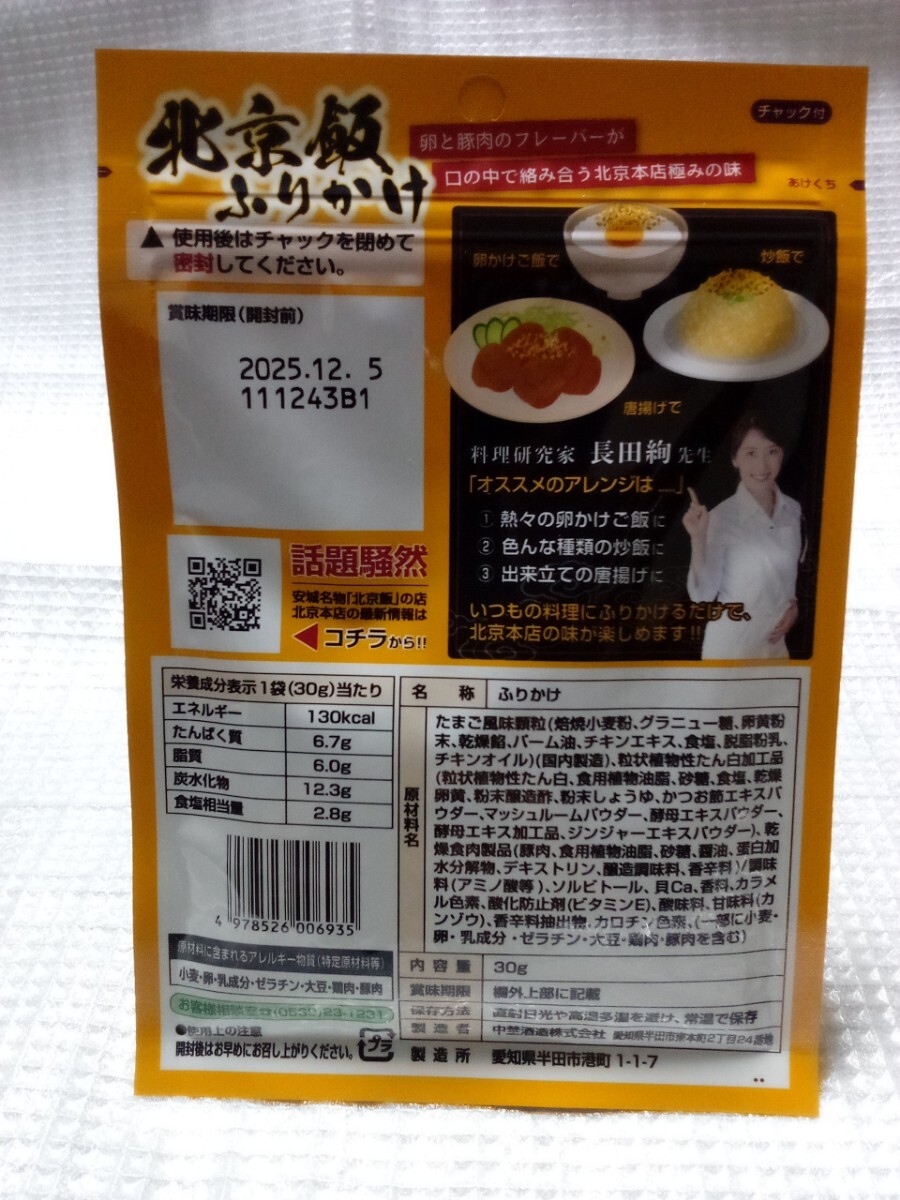 北京飯
ふりかけ
卵と豚肉のフレーバーが
口の中で絡み合う北京本店極みの味
チャック付
あけくち
▲使用後はチャックを閉めて
密封してください。
賞味期限(開封前)
2025.12. 5
111243B1
話題騒然
安城名物「北京飯」の店
北京本店の最新情報は
コチラから!!
卵かけご飯で
炒飯で
唐揚げで
料理研究家 長田絢先生
「オススメのアレンジは…」
① 熱々の卵かけご飯に
② 色んな種類の炒飯に
③ 出来立ての唐揚げに
いつもの料理にふりかけるだけで、
北京本店の味が楽しめます!!
栄養成分表示1袋(30g)当たり
エネルギー 130kcal
たんぱく質 6.7g
脂質 6.0g
炭水化物 12.3g
食塩相当量 2.8g
4 978526 006935
原材料に含まれるアレルギー物質(特定原材料等)
小麦・卵・乳成分・ゼラチン・大豆・鶏肉・豚肉
お客様相談室☎(0539)23-1231
●使用上の注意
開封後はお早めにお召し上がりください。
プラ
名 称 ふりかけ
原材料名
たまご風味顆粒(焙焼小麦粉、グラニュー糖、卵黄粉
末、乾燥餡、パーム油、チキンエキス、食塩、脱脂粉乳、
チキンオイル)(国内製造)、粒状植物性たん白加工品
(粒状植物性たん白、食用植物油脂、砂糖、食塩、乾燥
卵黄、粉末醸造酢、粉末しょうゆ、かつお節エキスパ
ウダー、マッシュルームパウダー、酵母エキスパウダー、
酵母エキス加工品、ジンジャーエキスパウダー)、乾
燥食肉製品(豚肉、食用植物油脂、砂糖、醤油、蛋白加
水分解物、デキストリン、醸造調味料、香辛料)/調味
料(アミノ酸等)、ソルビトール、貝Ca、香料、カラメ
ル色素、酸化防止剤(ビタミンE)、酸味料、甘味料(カ
ンゾウ)、香辛料抽出物、カロチン色素、(一部に小麦・
卵・乳成分・ゼラチン・大豆・鶏肉・豚肉を含む)
内容量 30g
賞味期限 欄外上部に記載
保存方法 直射日光や高温多湿を避け、常温で保存
製造者 中埜酒造株式会社 愛知県半田市東本町2丁目24番地
製造所 愛知県半田市港町1-1-7